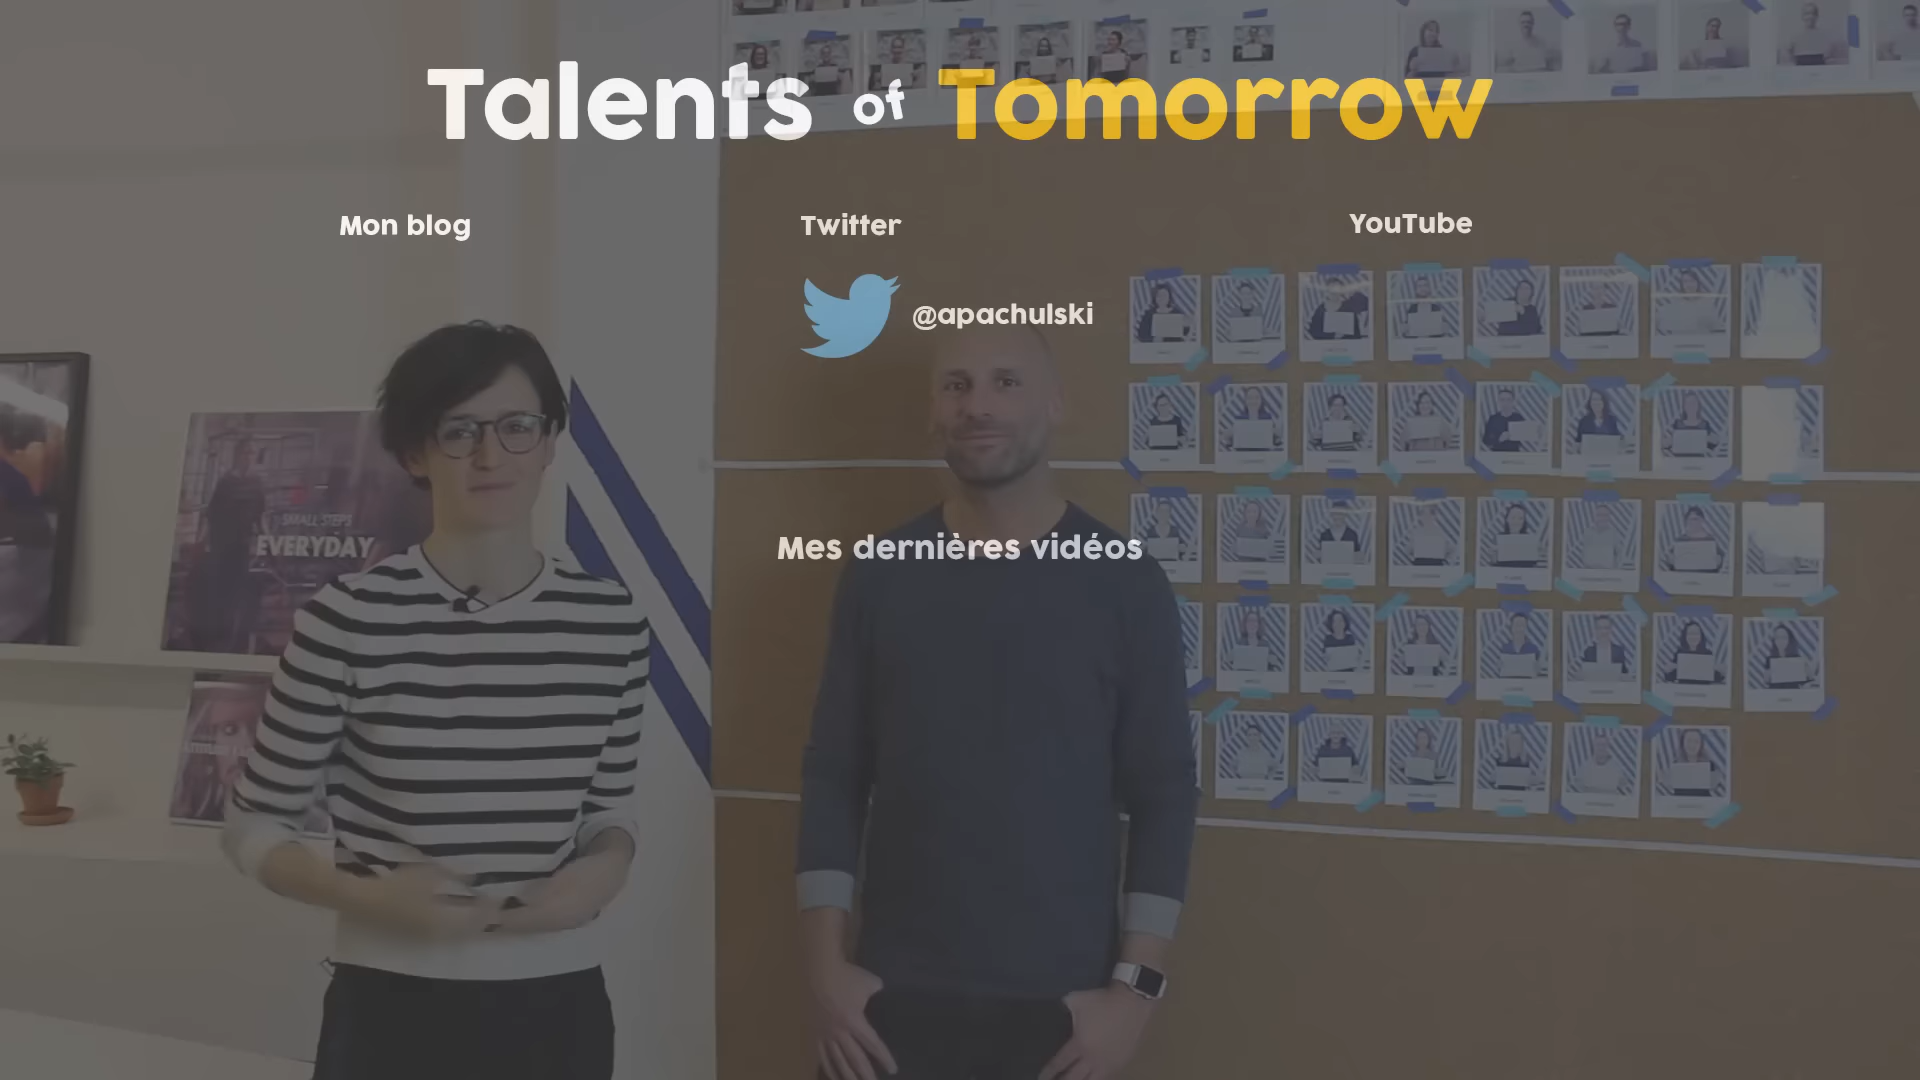 Talents of Tomorrow
Mon blog
Twitter
YouTube
@apachulski
SMALL STEPS
EVERYDAY
Mes dernières vidéos